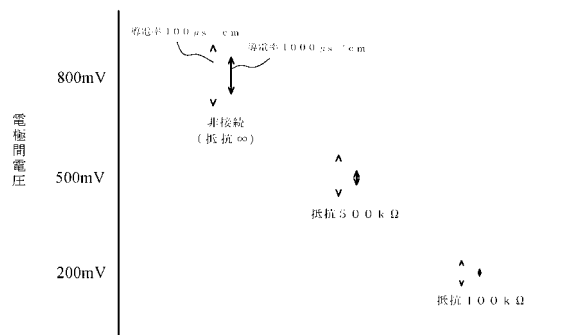 導電率100μs／cm
導電率1000μs／cm
800mV
非接続
(抵抗∞)
電極間電圧
500mV
抵抗500kΩ
200mV
抵抗100kΩ